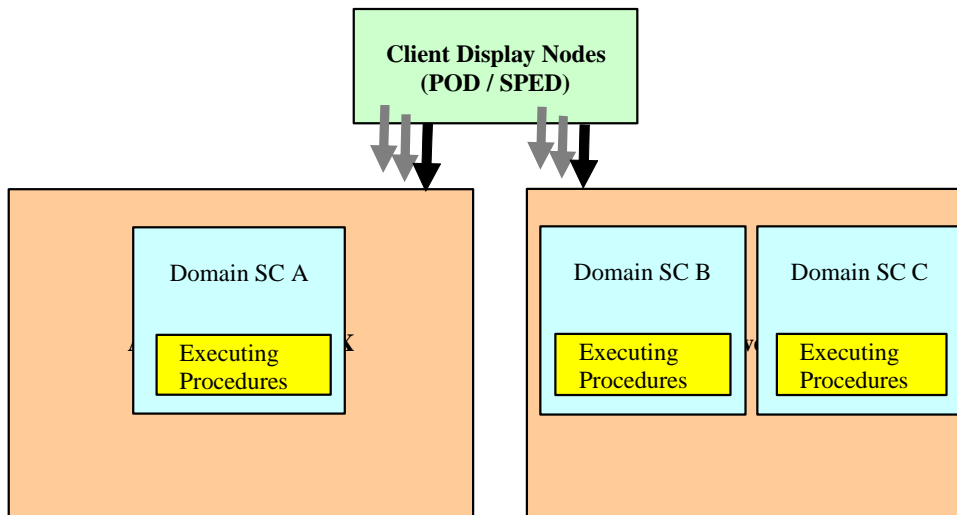 Client Display Nodes
(POD / SPED)
Domain SC A
Executing
Procedures
Domain SC B
Executing
Procedures
Domain SC C
Executing
Procedures